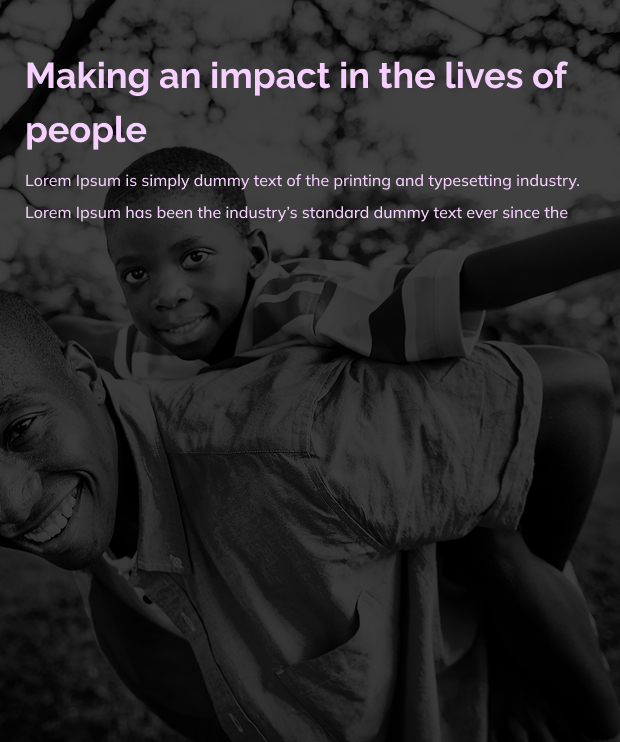 Making an impact in the lives of
people
Lorem Ipsum is simply dummy text of the printing and typesetting industry.
Lorem Ipsum has been the industry's standard dummy text ever since the